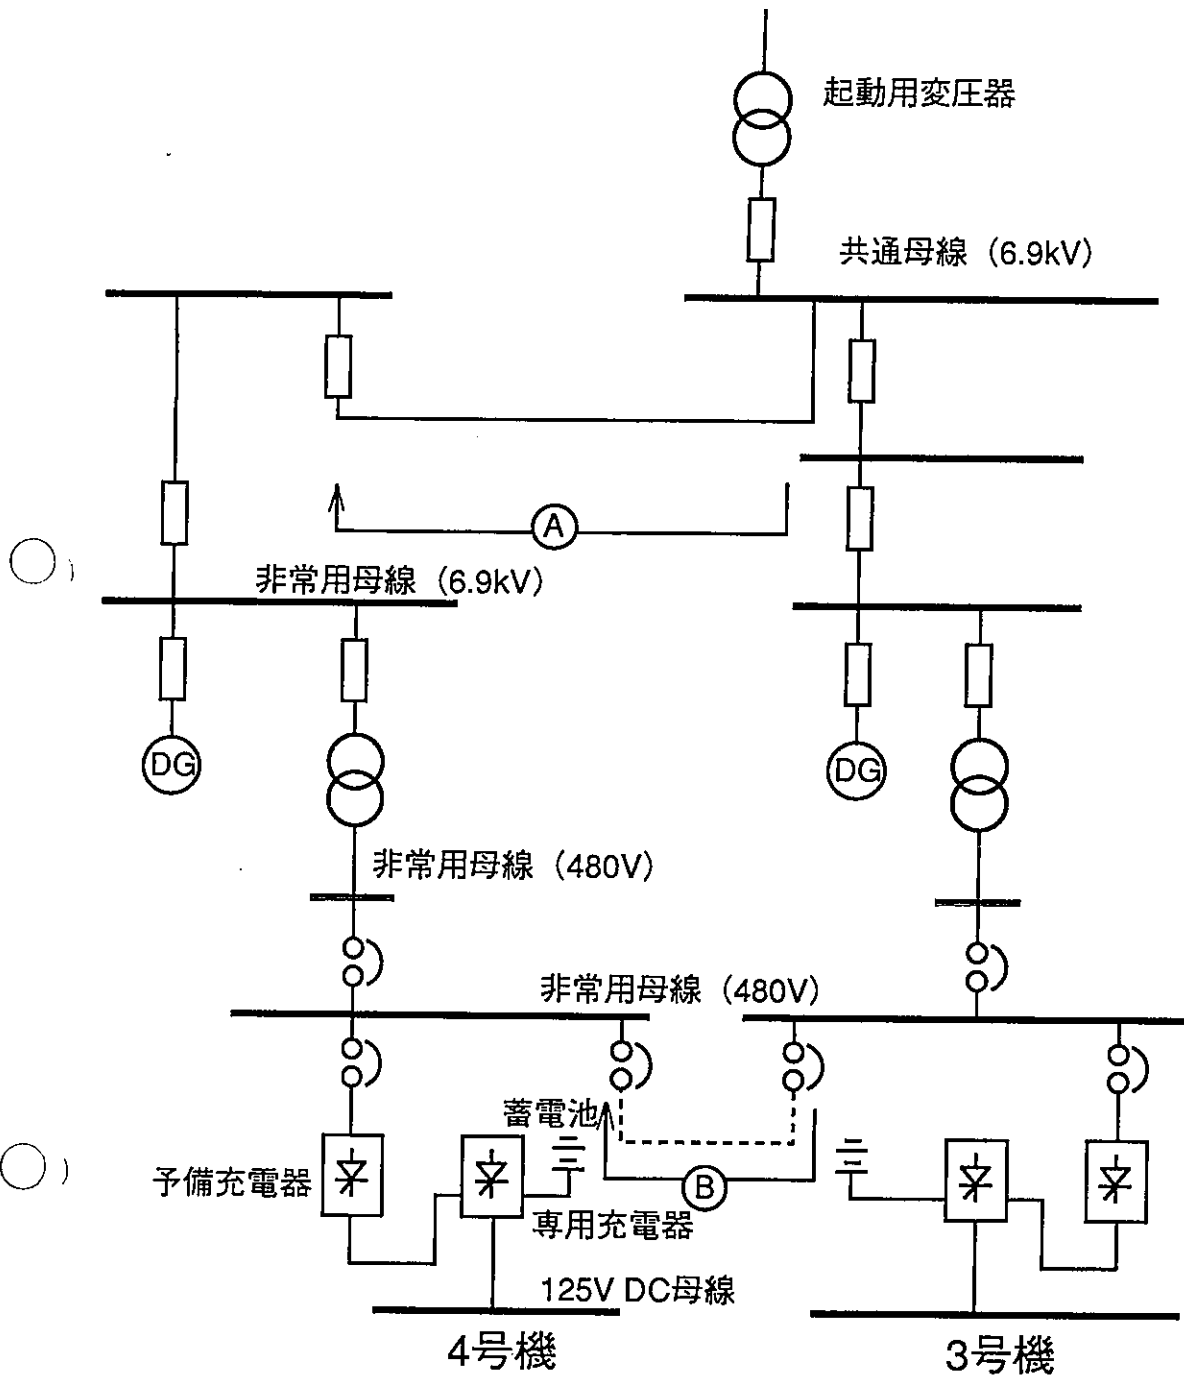 起動用変圧器
共通母線（6.9kV）
A
非常用母線（6.9kV）
DG
DG
非常用母線（480V）
非常用母線（480V）
蓄電池
予備充電器
B
専用充電器
125V DC母線
4号機
3号機